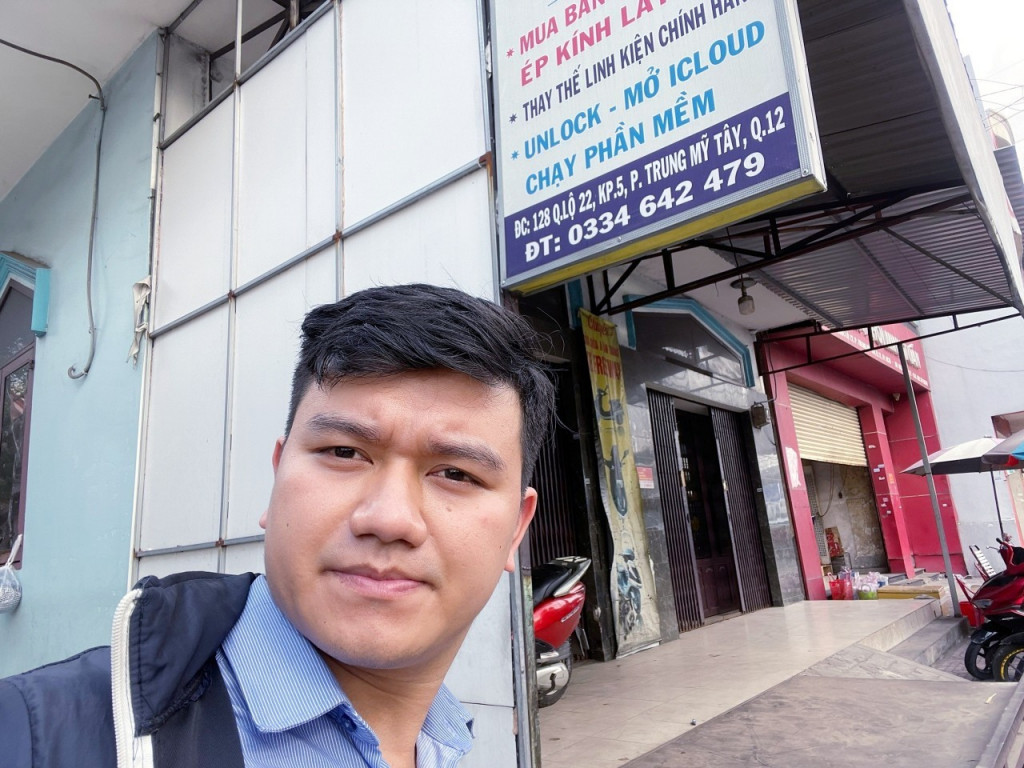 * MUA BÁN
ÉP KÍNH
* THAY THẾ LINH KIỆN CHÍNH
* UNLOCK - MỞ ICLOUD
CHẠY PHẦN MỀM
ĐC: 128 Q.LỘ 22, KP.5, P. TRUNG MỸ TÂY, Q.12
ĐT: 0334 642 479